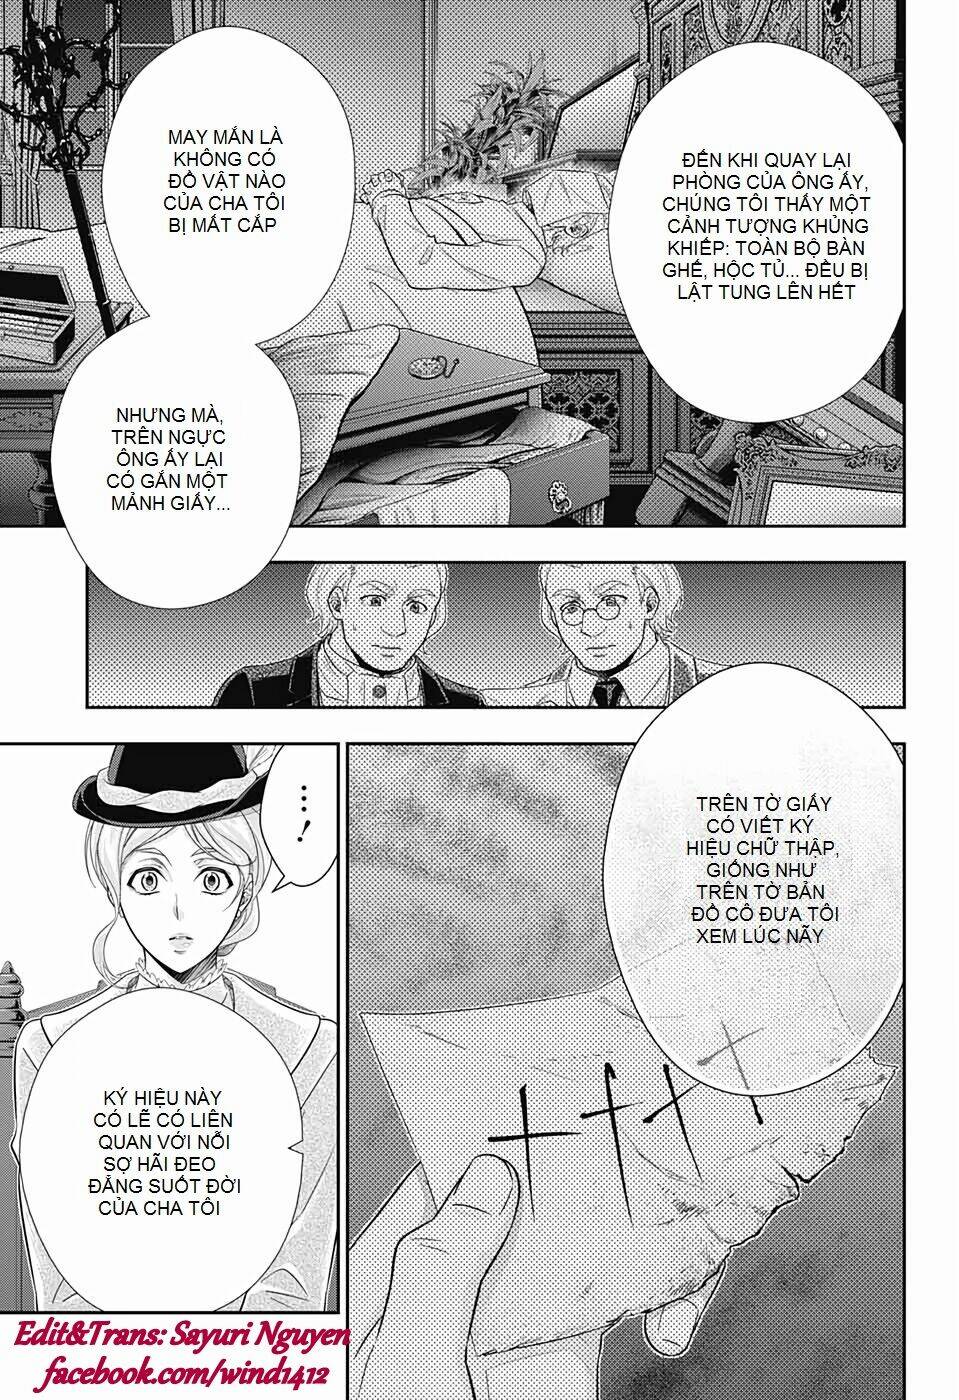 ĐẾN KHI QUAY LẠI
PHÒNG CỦA ÔNG ẤY,
CHÚNG TÔI THẤY MỘT
CẢNH TƯỢNG KHỦNG
KHIẾP: TOÀN BỘ BÀN
GHẾ, HỘC TỦ... ĐỀU BỊ
LẬT TUNG LÊN HẾT
MAY MẮN LÀ
KHÔNG CÓ
ĐỒ VẬT NÀO
CỦA CHA TÔI
BỊ MẤT CẮP
NHƯNG MÀ,
TRÊN NGỰC
ÔNG ẤY LẠI
CÓ GẮN MỘT
MẢNH GIẤY...
TRÊN TỜ GIẤY
CÓ VIẾT KÝ
HIỆU CHỮ THẬP,
GIỐNG NHƯ
TRÊN TỜ BẢN
ĐỒ CÔ ĐƯA TÔI
XEM LÚC NÃY
...!
KÝ HIỆU NÀY
CÓ LẼ CÓ LIÊN
QUAN VỚI NỖI
SỢ HÃI ĐEO
ĐẲNG SUỐT ĐỜI
CỦA CHA TÔI
Edit&Trans: Sayuri Nguyen
facebook.com/wind1412